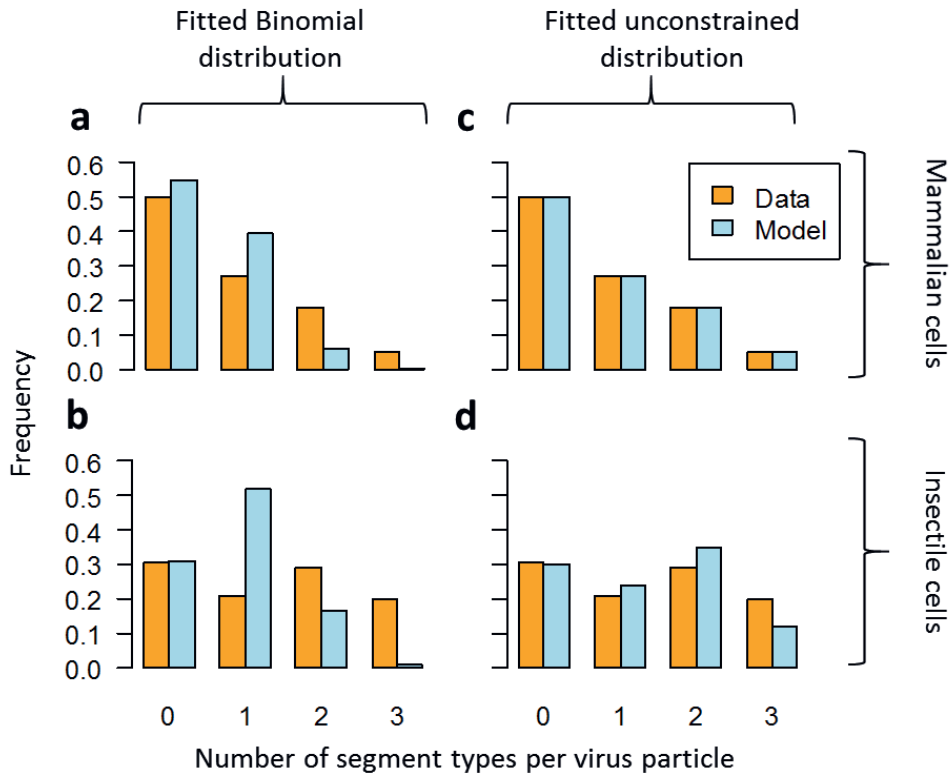 Fitted Binomial
distribution
Fitted unconstrained
distribution
a
c
0.6
0.5
0.4
0.3
0.2
0.1
0.0
Data
Model
Mammalian cells
Frequency
b
d
0.6
0.5
0.4
0.3
0.2
0.1
0.0
Insectile cells
0 1 2 3
0 1 2 3
Number of segment types per virus particle